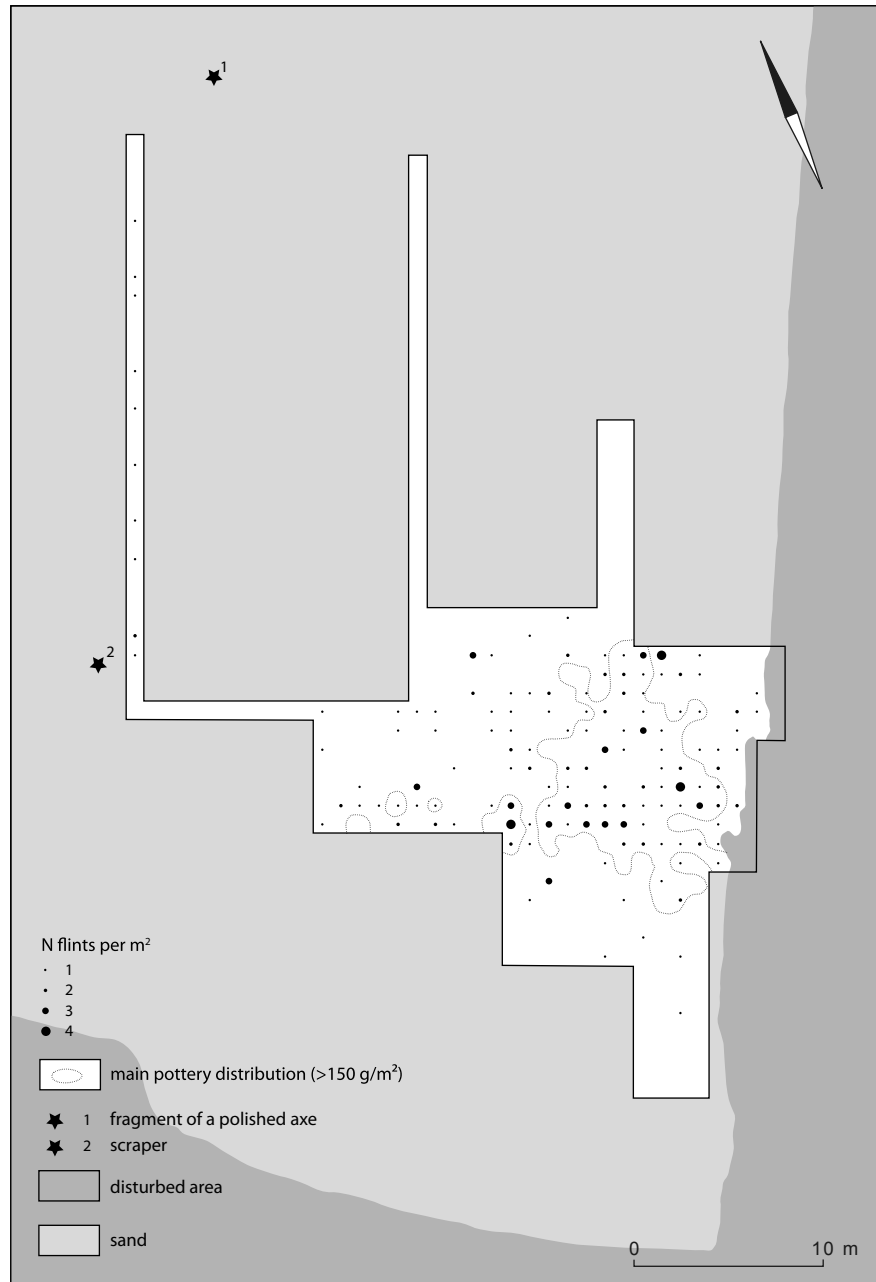 1
2
N flints per m²
1
2
3
4
main pottery distribution (>150 g/m²)
1 fragment of a polished axe
2 scraper
disturbed area
sand
0 10 m